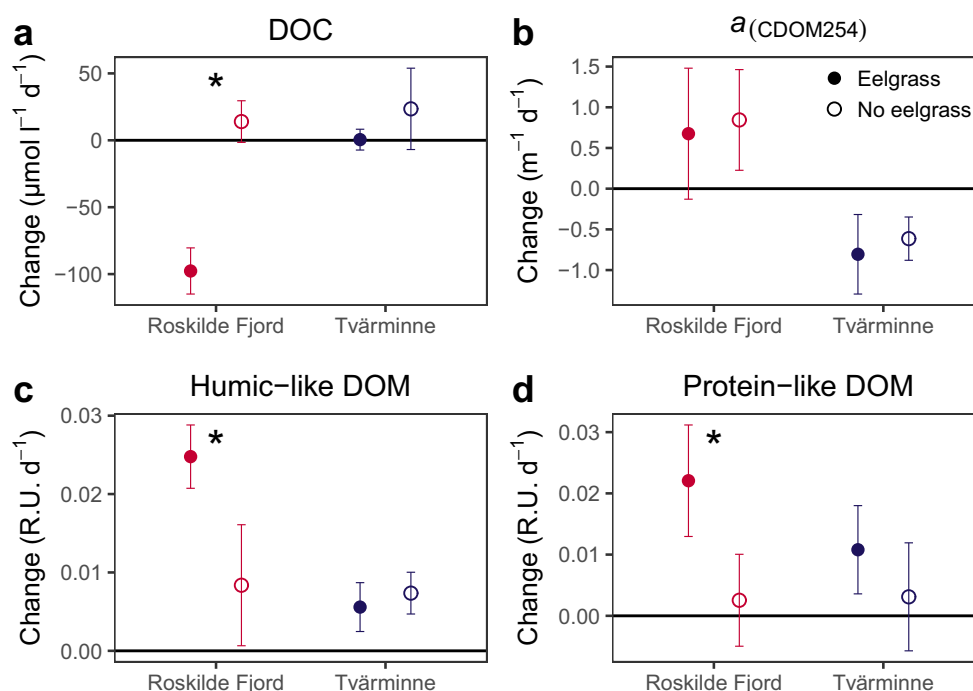 a
DOC
Change (µmol l⁻¹ d⁻¹)
50
0
−50
−100
*
Roskilde Fjord
Tvärminne
b
a(CDOM254)
Change (m⁻¹ d⁻¹)
1.5
1.0
0.5
0.0
−0.5
−1.0
Eelgrass
No eelgrass
Roskilde Fjord
Tvärminne
c
Humic−like DOM
Change (R.U. d⁻¹)
0.03
0.02
0.01
0.00
*
Roskilde Fjord
Tvärminne
d
Protein−like DOM
Change (R.U. d⁻¹)
0.03
0.02
0.01
0.00
*
Roskilde Fjord
Tvärminne